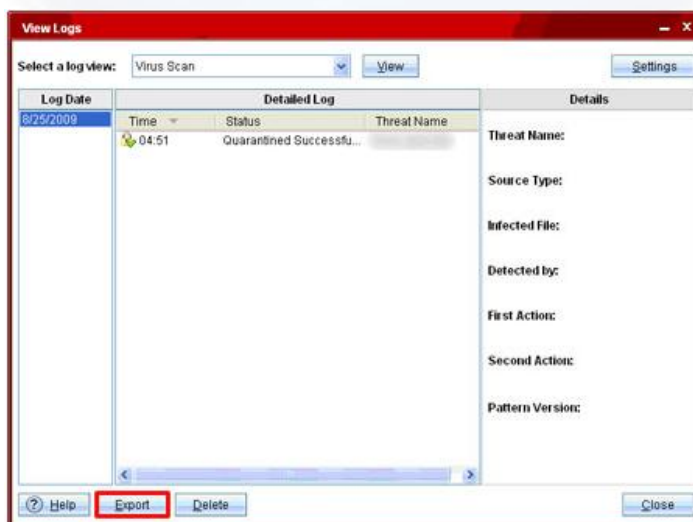 View Logs
Select a log view: Virus Scan View Settings
Log Date Detailed Log Details
8/25/2009 Time Status Threat Name
04:51 Quarantined Successfu...
Threat Name:
Source Type:
Infected File:
Detected by:
First Action:
Second Action:
Pattern Version:
? Help Export Delete Close